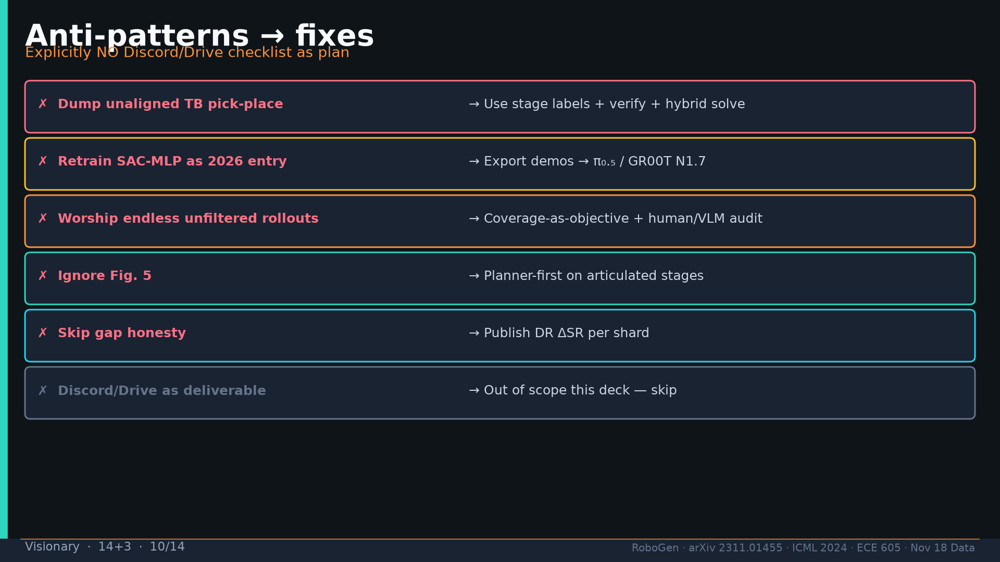 Anti-patterns → fixes
Explicitly NO Discord/Drive checklist as plan
✗ Dump unaligned TB pick-place → Use stage labels + verify + hybrid solve
✗ Retrain SAC-MLP as 2026 entry → Export demos → π₀.₅ / GR00T N1.7
✗ Worship endless unfiltered rollouts → Coverage-as-objective + human/VLM audit
✗ Ignore Fig. 5 → Planner-first on articulated stages
✗ Skip gap honesty → Publish DR ΔSR per shard
✗ Discord/Drive as deliverable → Out of scope this deck — skip
Visionary · 14+3 · 10/14 RoboGen · arXiv 2311.01455 · ICML 2024 · ECE 605 · Nov 18 Data